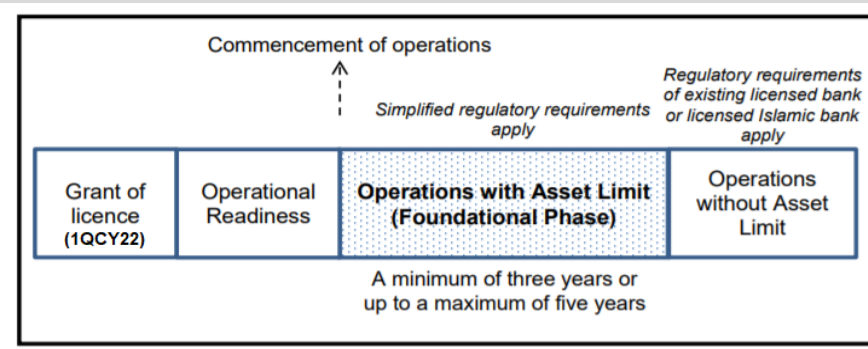 Commencement of operations
Simplified regulatory requirements
apply
Regulatory requirements
of existing licensed bank
or licensed Islamic bank
apply
Grant of
licence
(1QCY22)
Operational
Readiness
Operations with Asset Limit
(Foundational Phase)
Operations
without Asset
Limit
A minimum of three years or
up to a maximum of five years